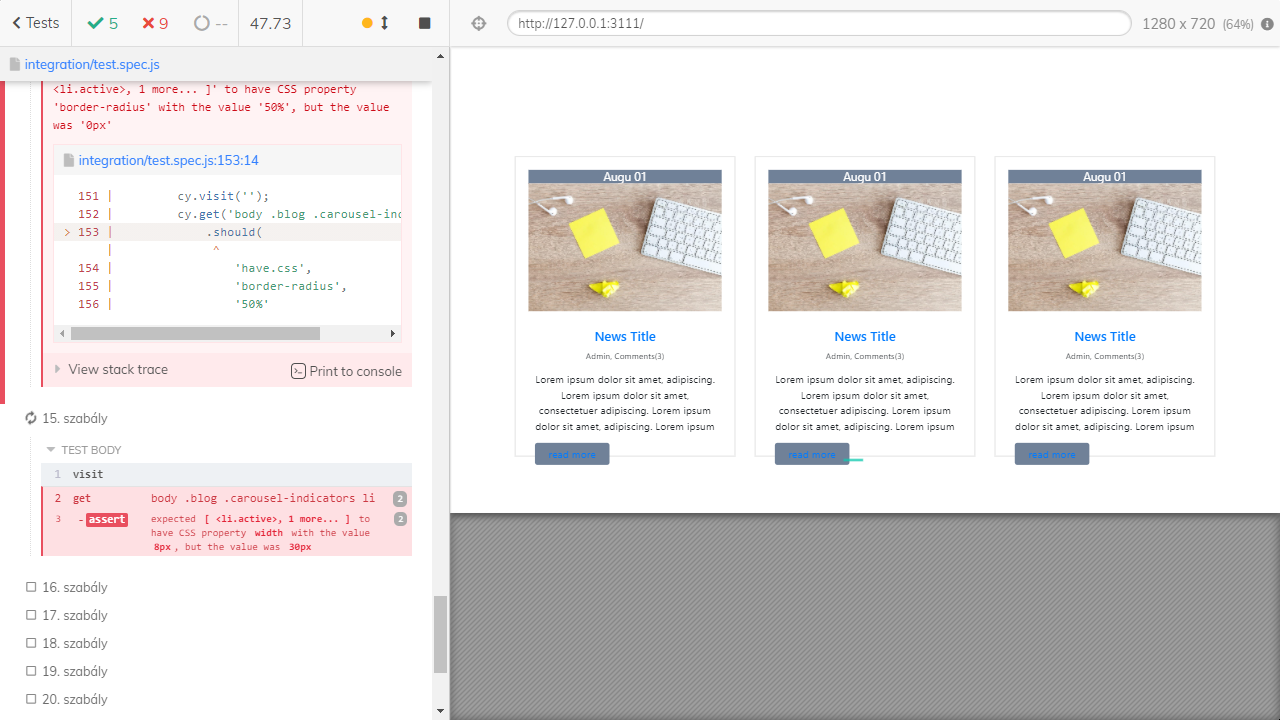 Tests
5
9
--
47.73
http://127.0.0.1:3111/
1280 x 720 (64%)
integration/test.spec.js
<li.active>, 1 more... ]' to have CSS property
'border-radius' with the value '50%', but the value
was '0px'
integration/test.spec.js:153:14
151 | cy.visit('');
152 | cy.get('body .blog .carousel-in
> 153 | .should(
| ^
154 | 'have.css',
155 | 'border-radius',
156 | '50%'
View stack trace
Print to console
15. szabály
TEST BODY
1 visit
2 get body .blog .carousel-indicators li 2
3 -assert expected [ <li.active>, 1 more... ] to 2
have CSS property width with the value
8px, but the value was 30px
16. szabály
17. szabály
18. szabály
19. szabály
20. szabály
Augu 01
News Title
Admin, Comments(3)
Lorem ipsum dolor sit amet, adipiscing.
Lorem ipsum dolor sit amet,
consectetuer adipiscing. Lorem ipsum
dolor sit amet, adipiscing. Lorem ipsum
read more
Augu 01
News Title
Admin, Comments(3)
Lorem ipsum dolor sit amet, adipiscing.
Lorem ipsum dolor sit amet,
consectetuer adipiscing. Lorem ipsum
dolor sit amet, adipiscing. Lorem ipsum
read more
Augu 01
News Title
Admin, Comments(3)
Lorem ipsum dolor sit amet, adipiscing.
Lorem ipsum dolor sit amet,
consectetuer adipiscing. Lorem ipsum
dolor sit amet, adipiscing. Lorem ipsum
read more